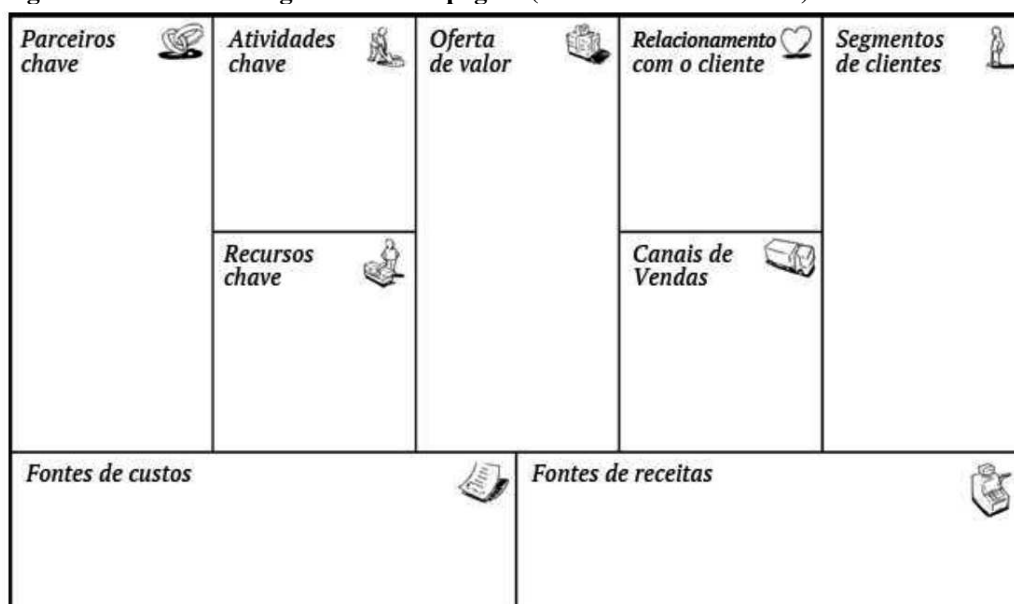 Parceiros
chave
Atividades
chave
Oferta
de valor
Relacionamento
com o cliente
Segmentos
de clientes
Recursos
chave
Canais de
Vendas
Fontes de custos
Fontes de receitas